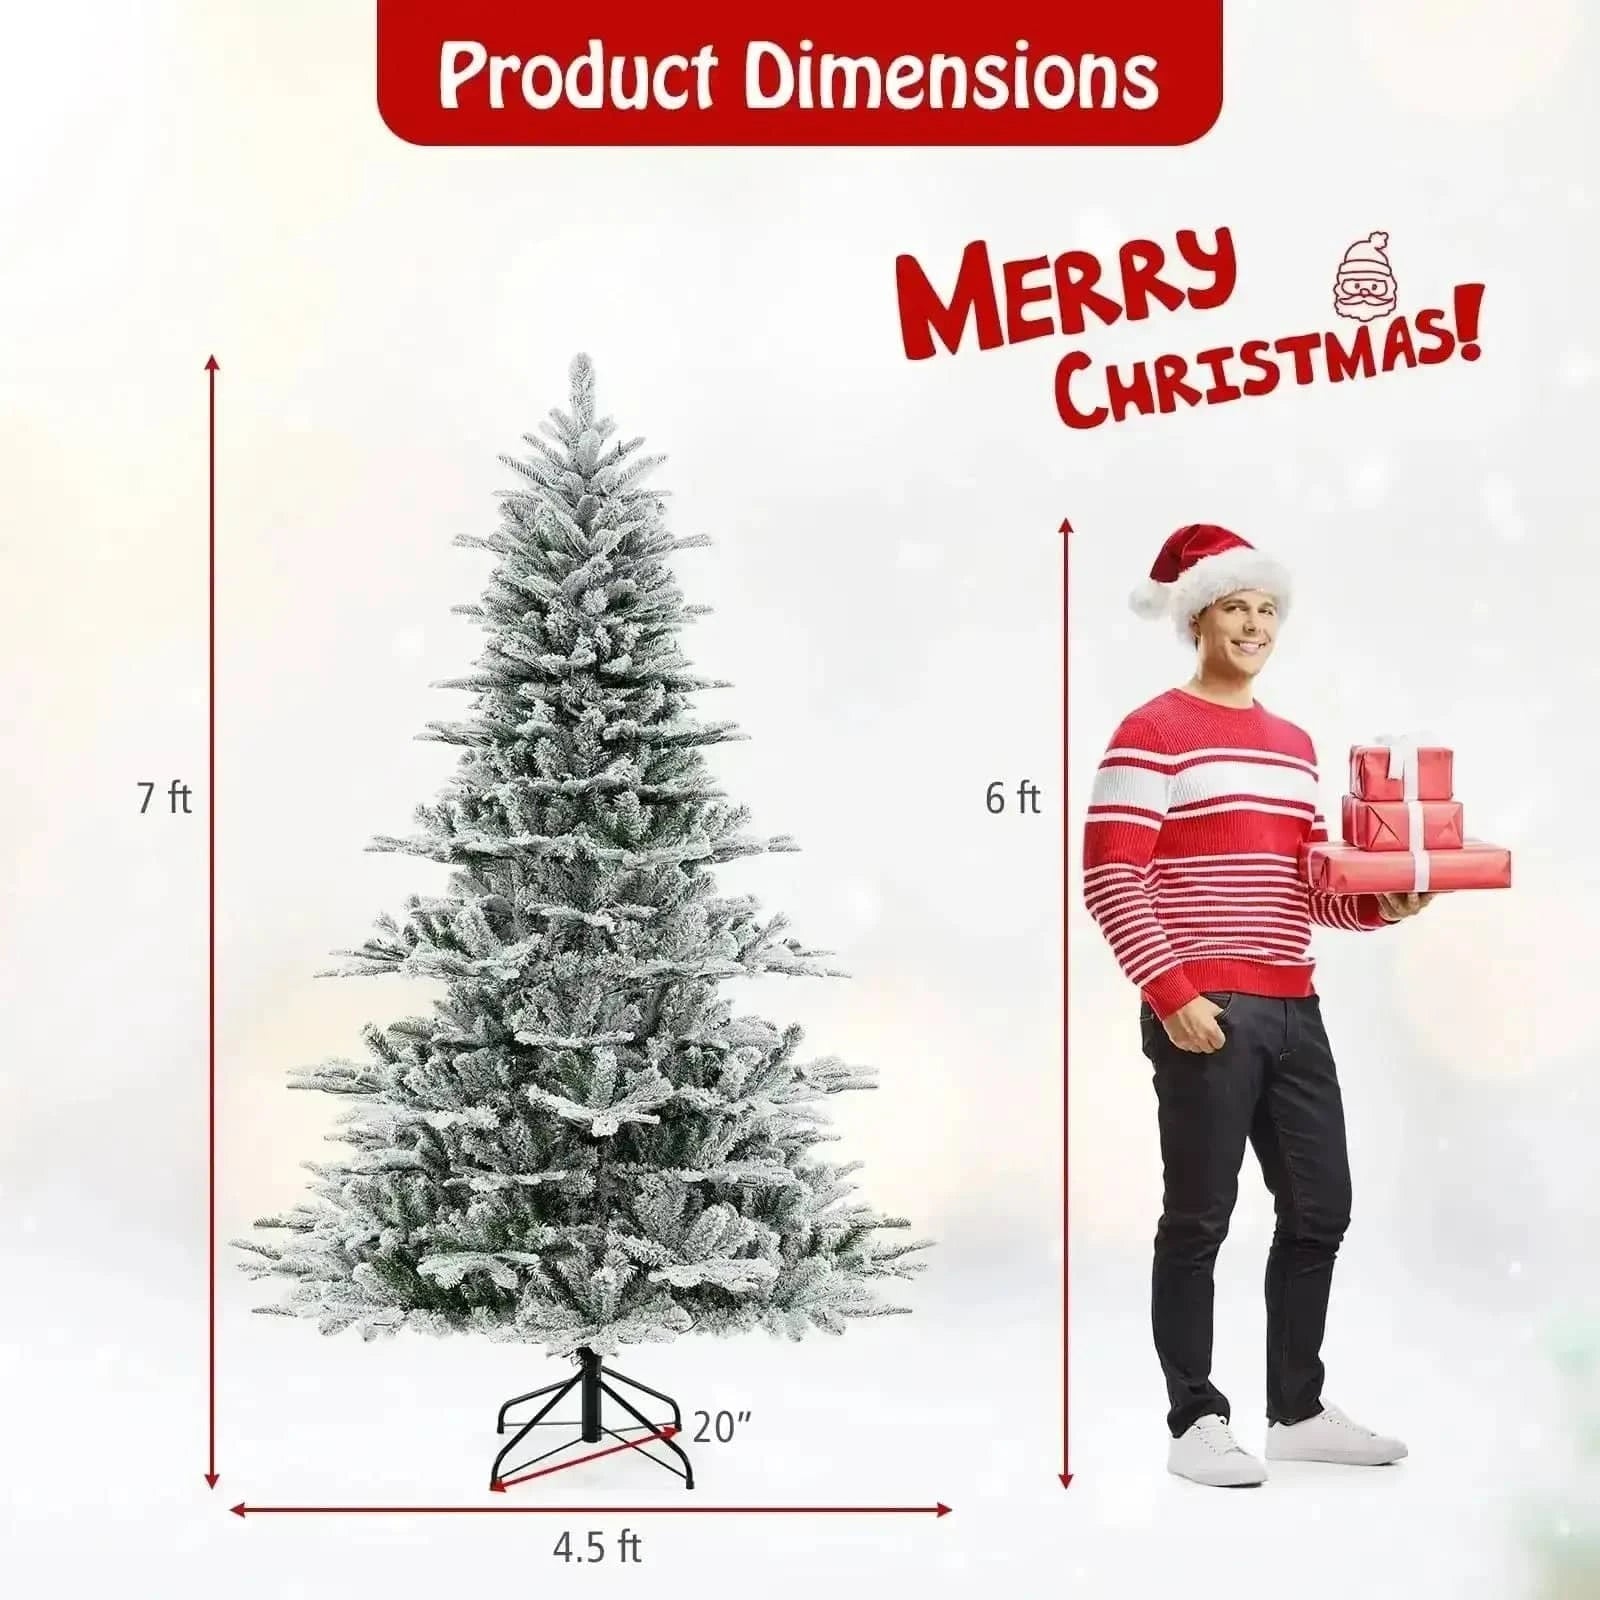 Product Dimensions
MERRY
CHRISTMAS!
7 ft
6 ft
20”
4.5 ft